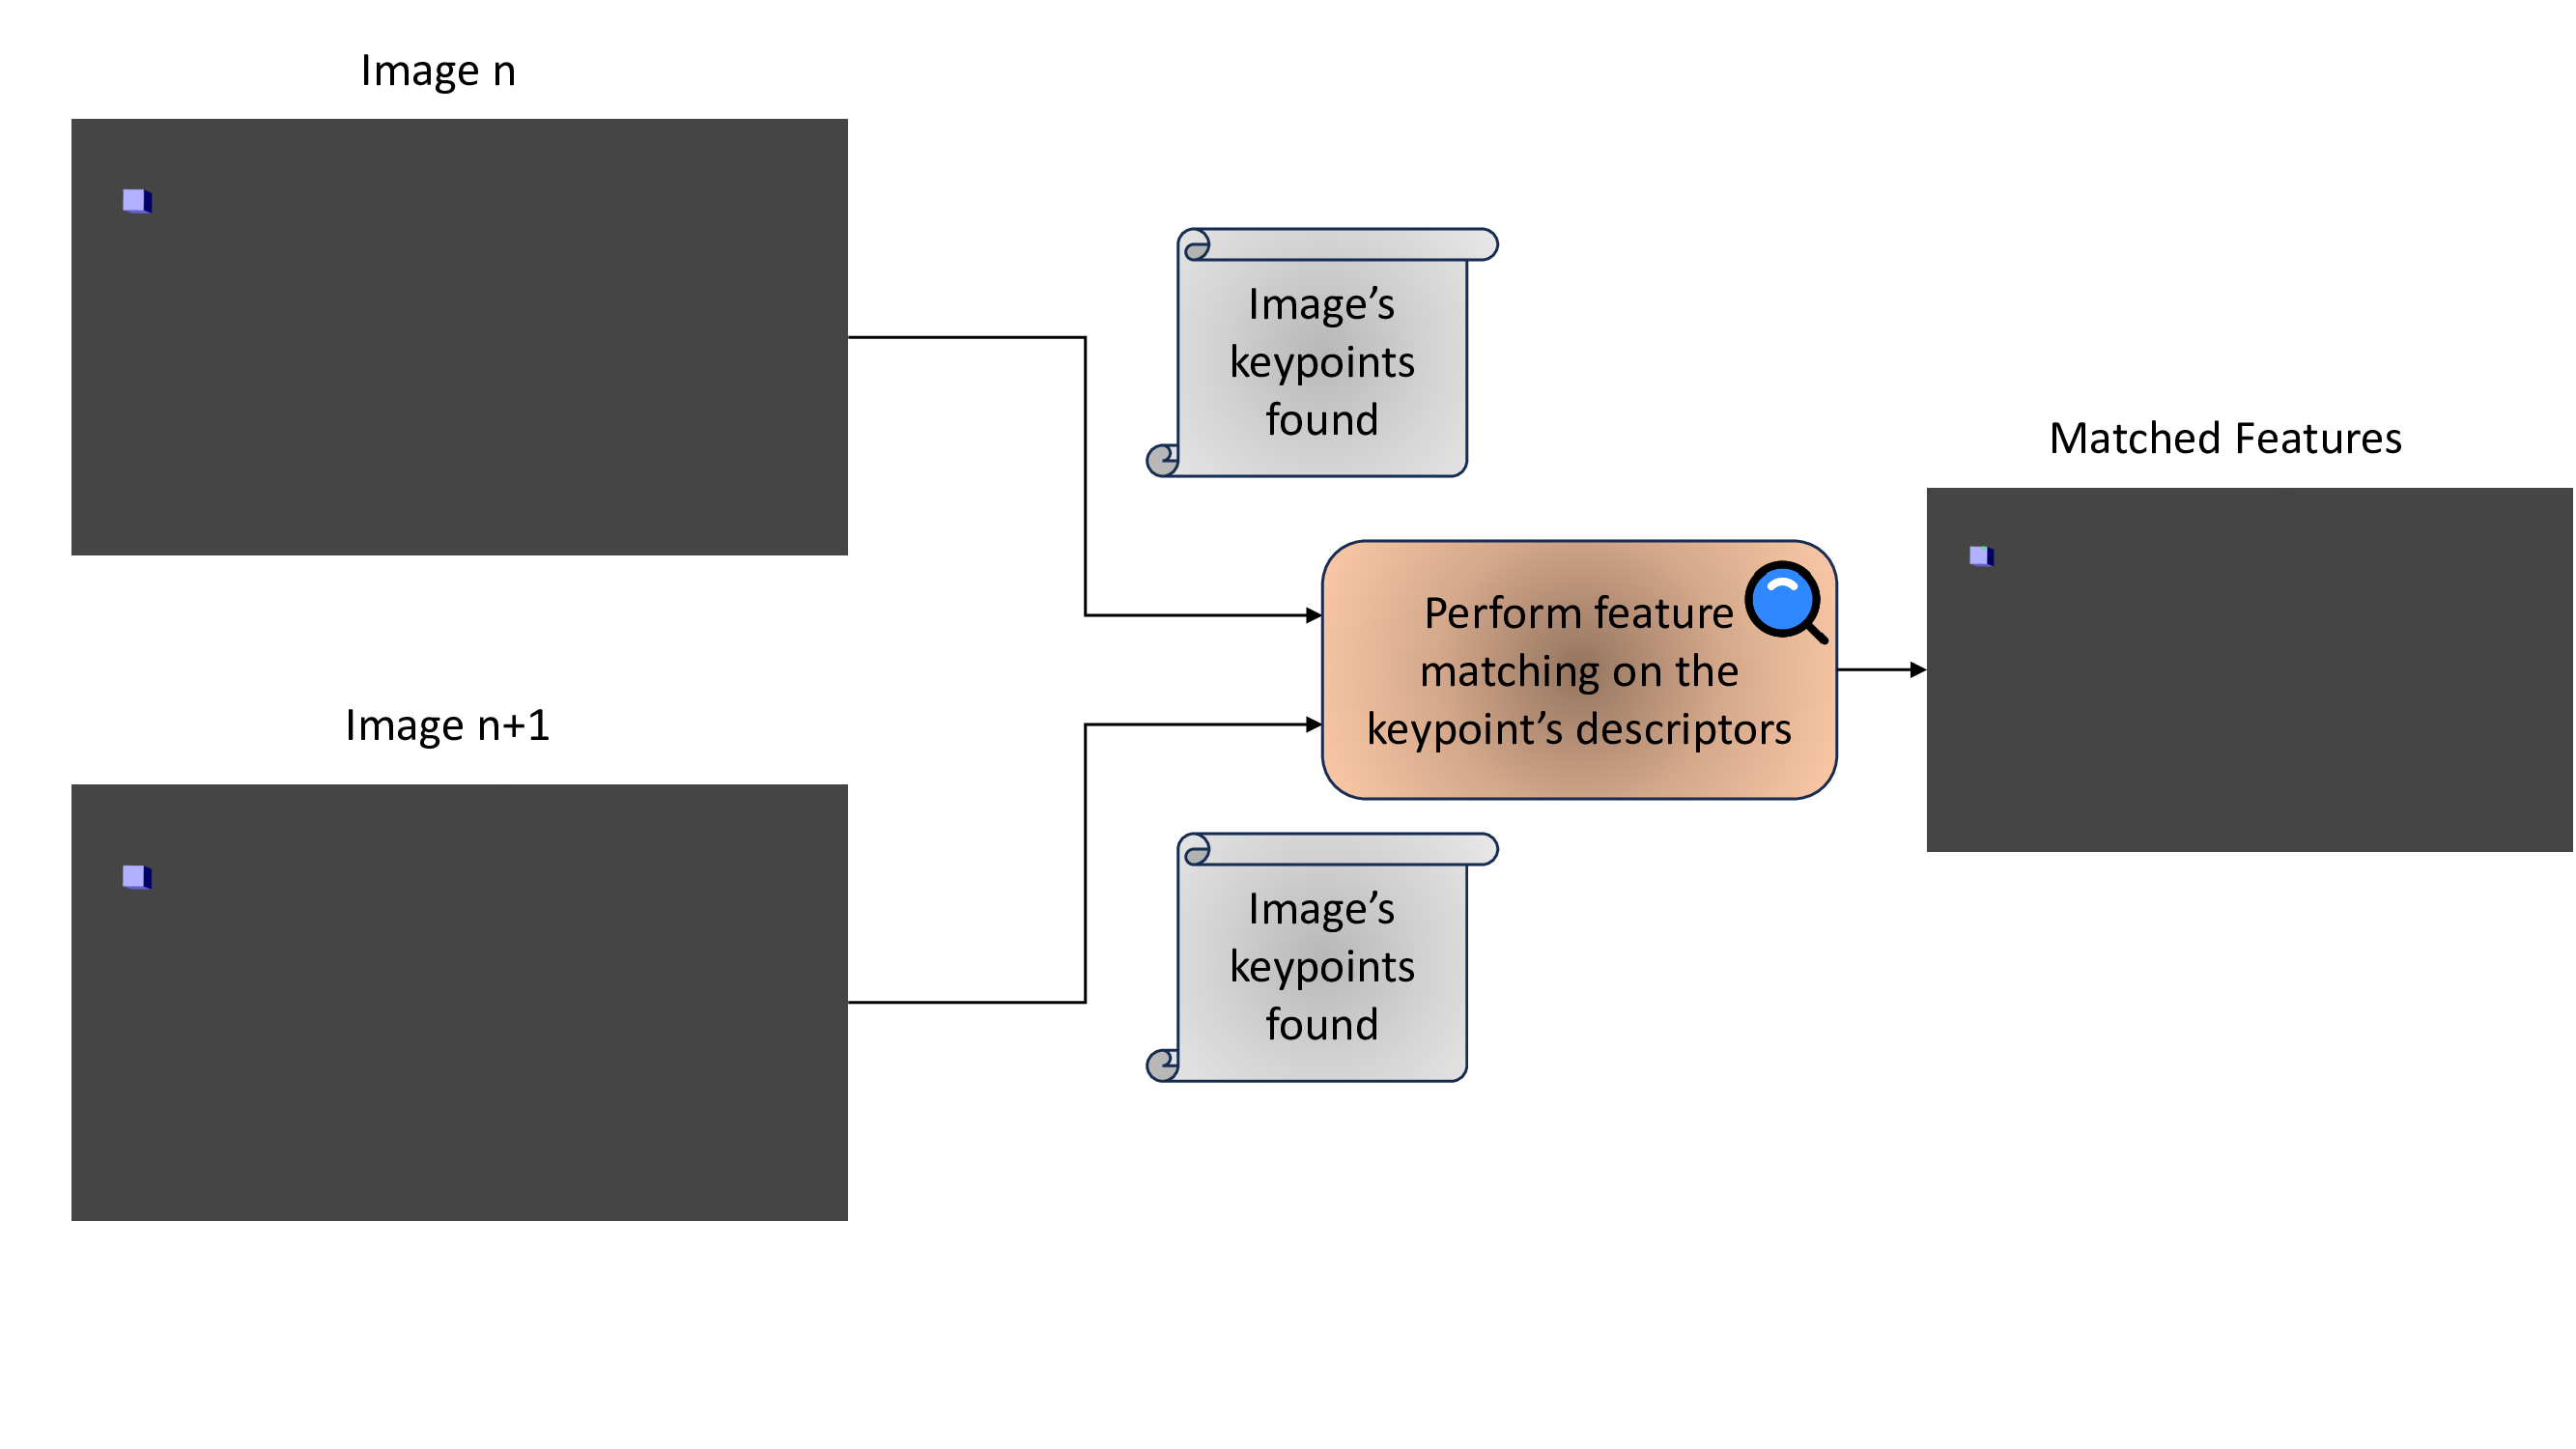 Image n
Image’s
keypoints
found
Matched Features
Perform feature
matching on the
keypoint’s descriptors
Image n+1
Image’s
keypoints
found